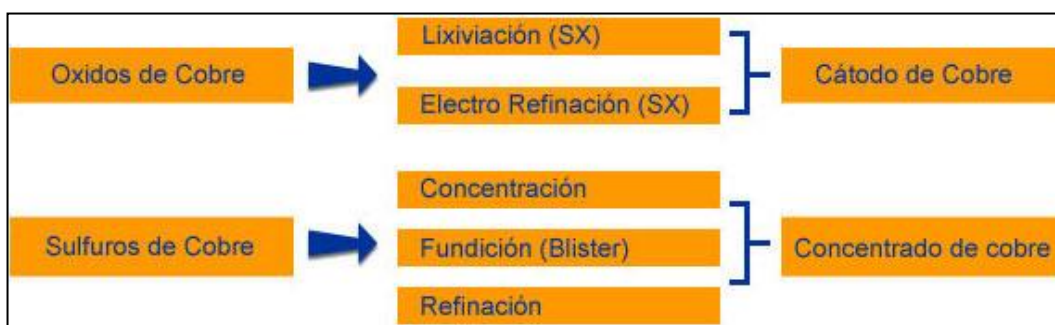 Oxidos de Cobre
Lixiviación (SX)
Electro Refinación (SX)
Cátodo de Cobre
Sulfuros de Cobre
Concentración
Fundición (Blister)
Refinación
Concentrado de cobre